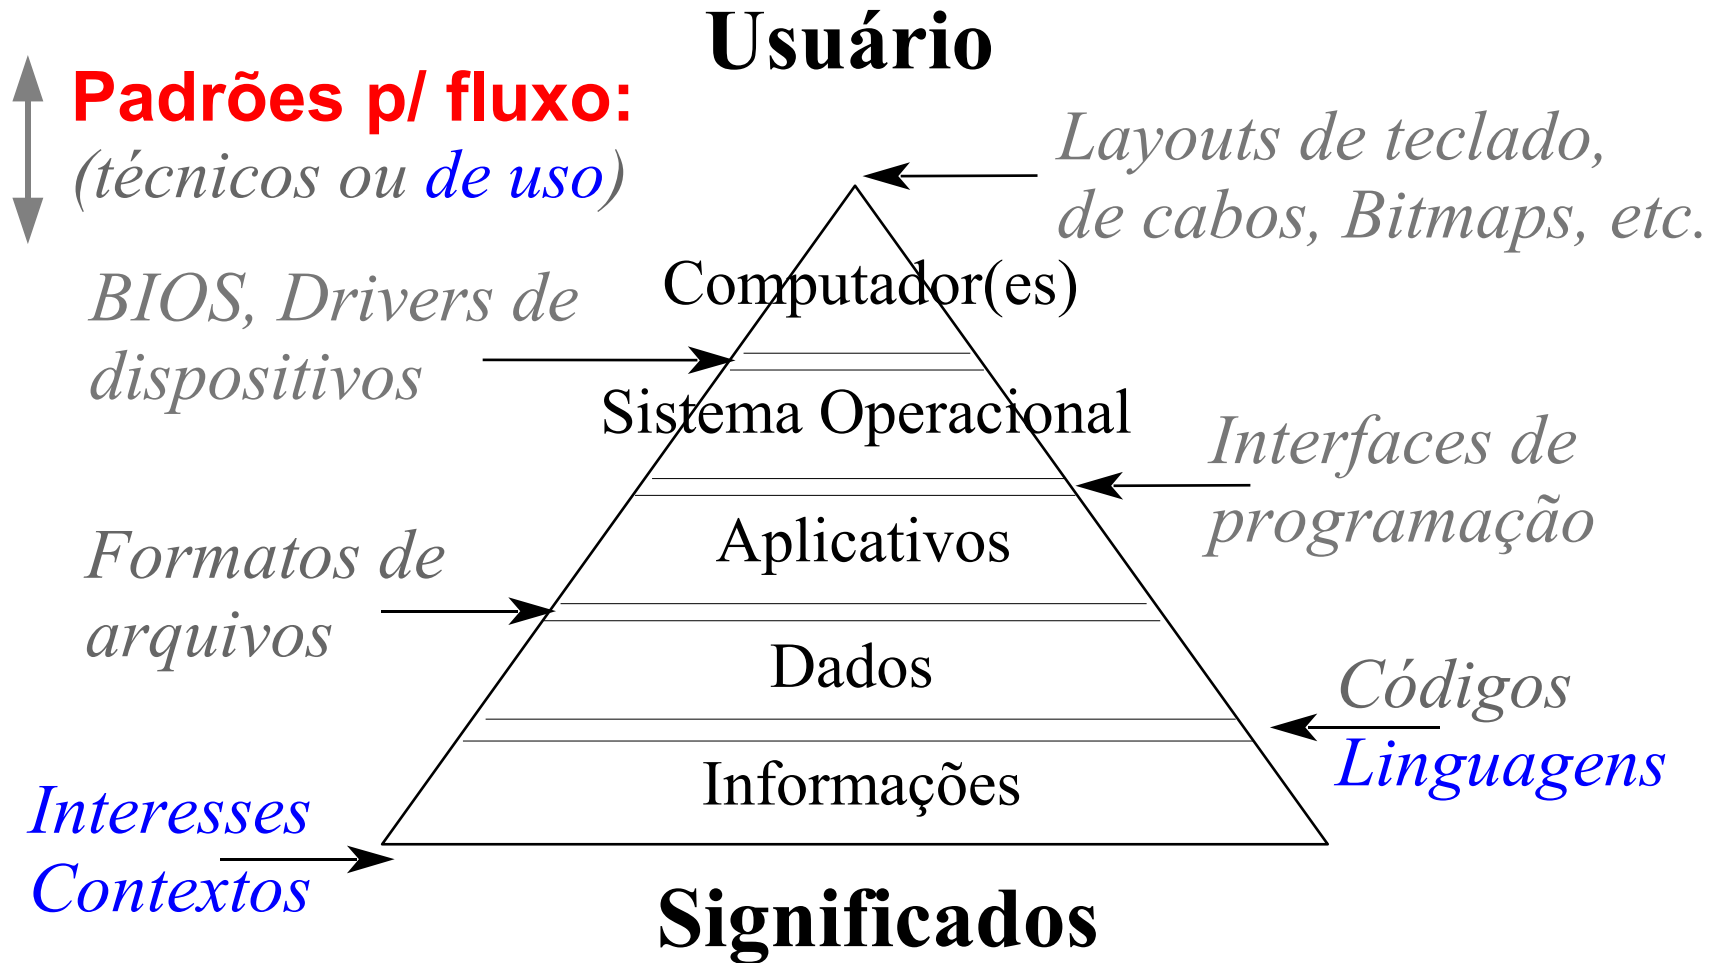 Usuário
Padrões p/ fluxo:
(técnicos ou de uso)
Layouts de teclado,
de cabos, Bitmaps, etc.
Computador(es)
BIOS, Drivers de
dispositivos
Sistema Operacional
Interfaces de
programação
Aplicativos
Formatos de
arquivos
Dados
Códigos
Linguagens
Informações
Interesses
Contextos
Significados